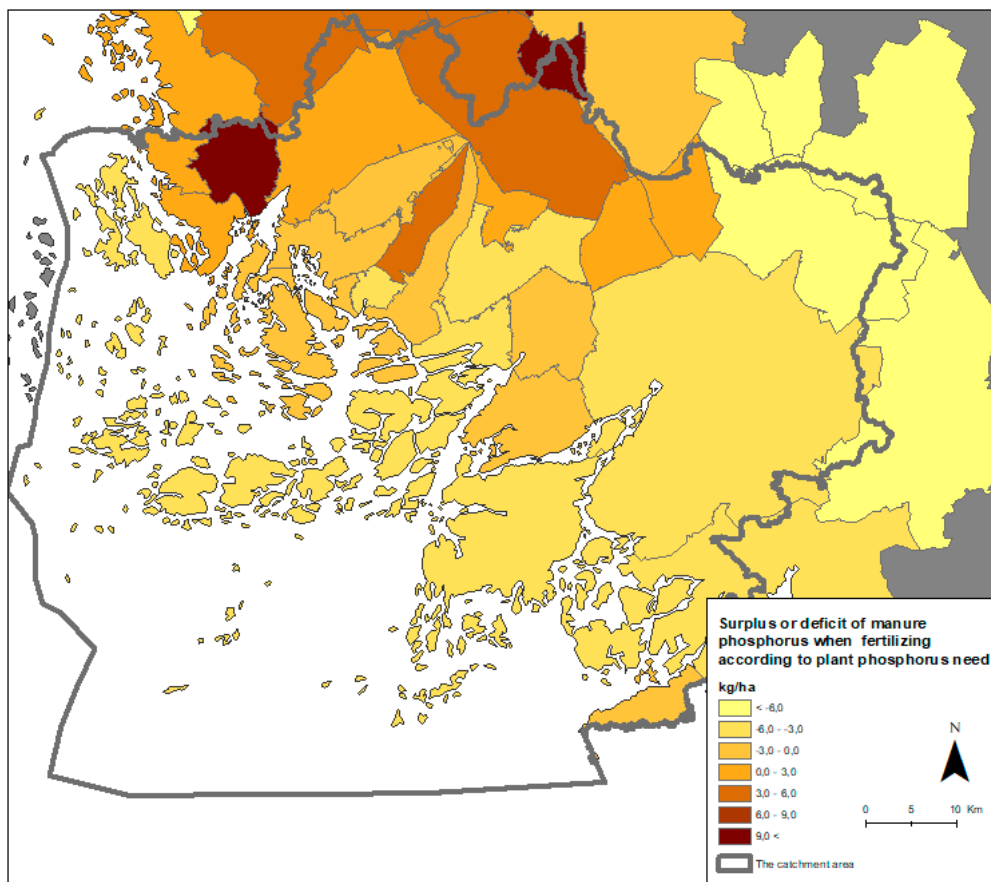 Surplus or deficit of manure
phosphorus when fertilizing
according to plant phosphorus need
kg/ha
< -6,0
-6,0 - -3,0
-3,0 - 0,0
0,0 - 3,0
3,0 - 6,0
6,0 - 9,0
9,0 <
The catchment area
N
0 5 10 Km